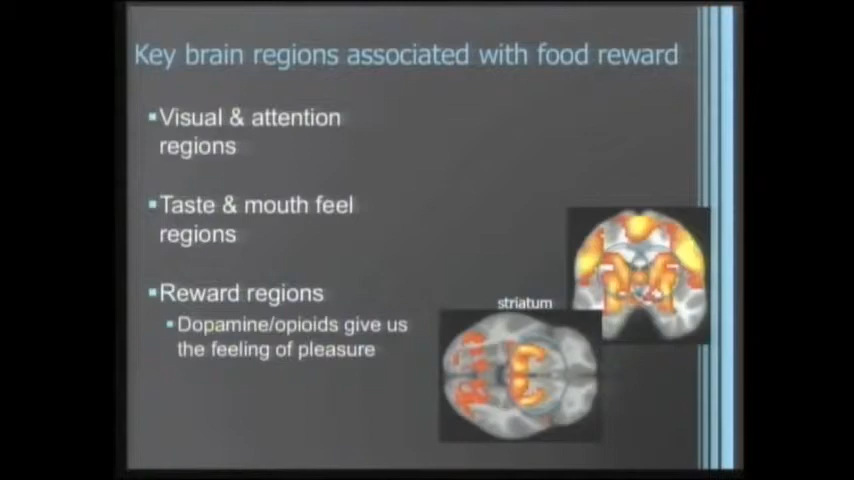 Key brain regions associated with food reward
▪Visual & attention
regions
▪Taste & mouth feel
regions
▪Reward regions
▪Dopamine/opioids give us
the feeling of pleasure
striatum